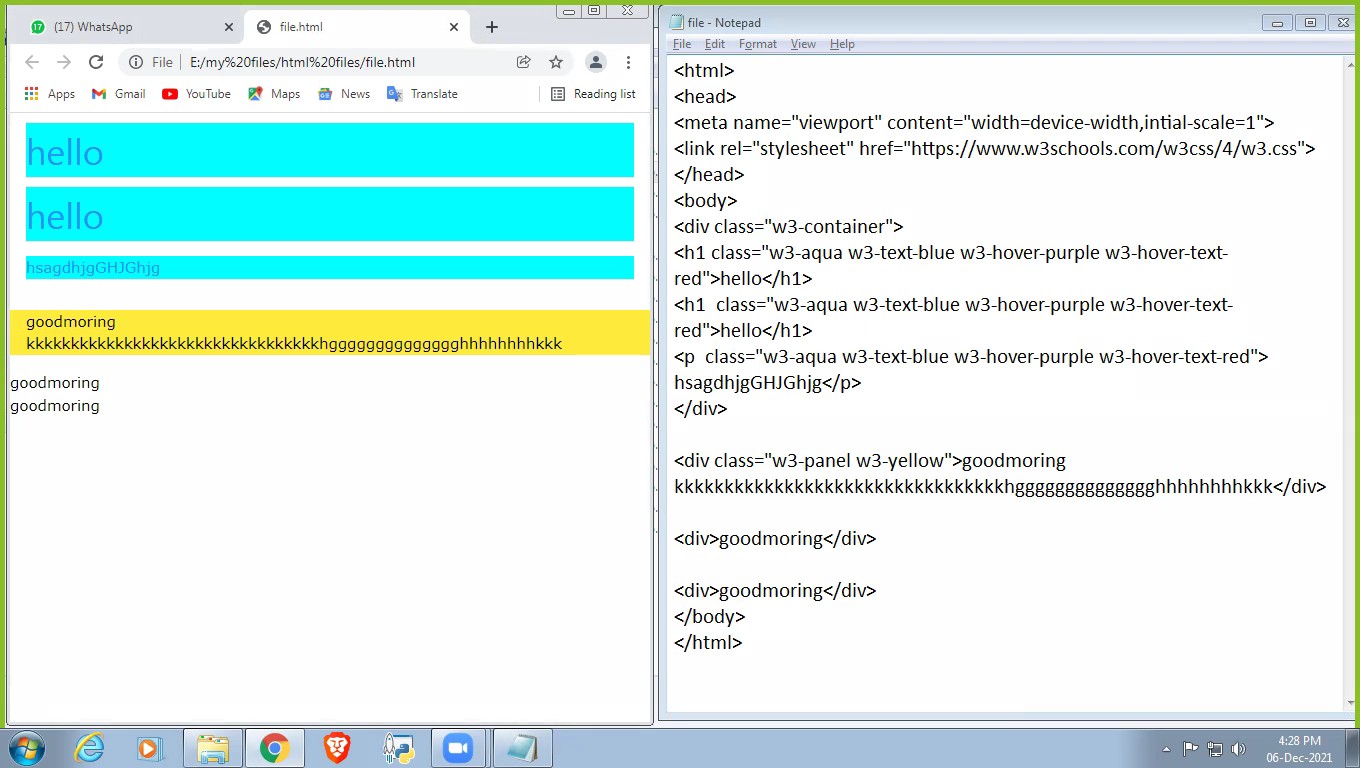 17 (17) WhatsApp
file.html
File | E:/my%20files/html%20files/file.html
Apps Gmail YouTube Maps News Translate Reading list
hello
hello
hsagdhjgGHJGhjg
goodmoring
kkkkkkkkkkkkkkkkkkkkkkkkkkkkkkkkkhgggggggggggggghhhhhhhhhkkk
goodmoring
goodmoring
file - Notepad
File Edit Format View Help
<html>
<head>
<meta name="viewport" content="width=device-width,intial-scale=1">
<link rel="stylesheet" href="https://www.w3schools.com/w3css/4/w3.css">
</head>
<body>
<div class="w3-container">
<h1 class="w3-aqua w3-text-blue w3-hover-purple w3-hover-text-
red">hello</h1>
<h1  class="w3-aqua w3-text-blue w3-hover-purple w3-hover-text-
red">hello</h1>
<p  class="w3-aqua w3-text-blue w3-hover-purple w3-hover-text-red">
hsagdhjgGHJGhjg</p>
</div>
<div class="w3-panel w3-yellow">goodmoring
kkkkkkkkkkkkkkkkkkkkkkkkkkkkkkkkkhgggggggggggggghhhhhhhhhkkk</div>
<div>goodmoring</div>
<div>goodmoring</div>
</body>
</html>
4:28 PM
06-Dec-2021